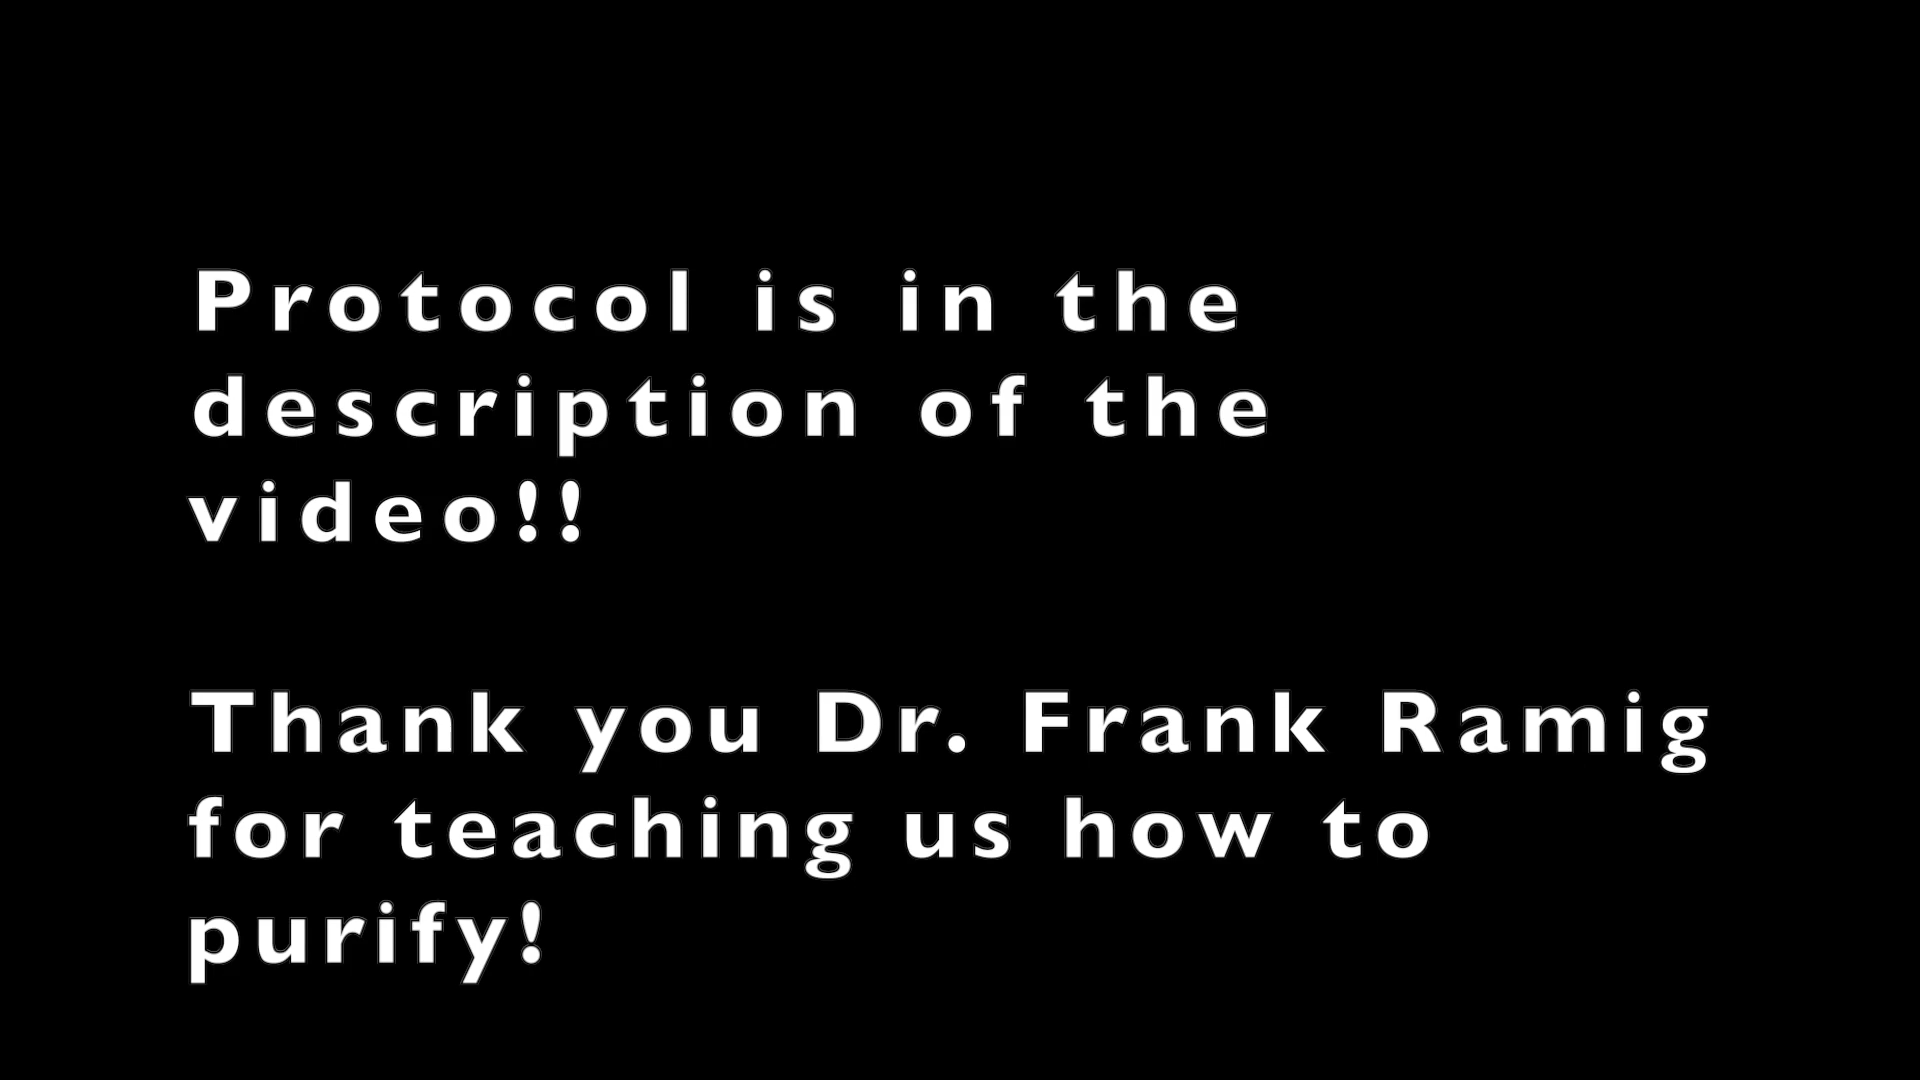 Protocol is in the
description of the
video!!
Thank you Dr. Frank Ramig
for teaching us how to
purify!